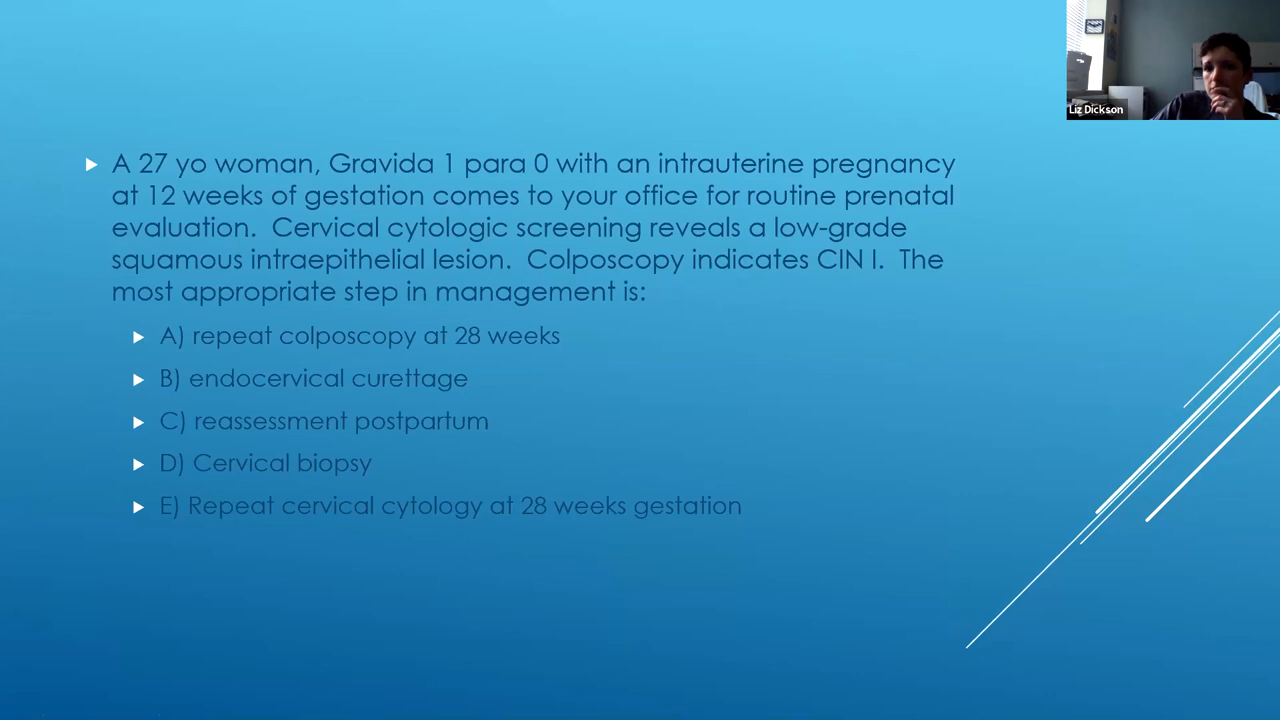 Liz Dickson
A 27 yo woman, Gravida 1 para 0 with an intrauterine pregnancy
at 12 weeks of gestation comes to your office for routine prenatal
evaluation.  Cervical cytologic screening reveals a low-grade
squamous intraepithelial lesion.  Colposcopy indicates CIN I.  The
most appropriate step in management is:
A) repeat colposcopy at 28 weeks
B) endocervical curettage
C) reassessment postpartum
D) Cervical biopsy
E) Repeat cervical cytology at 28 weeks gestation